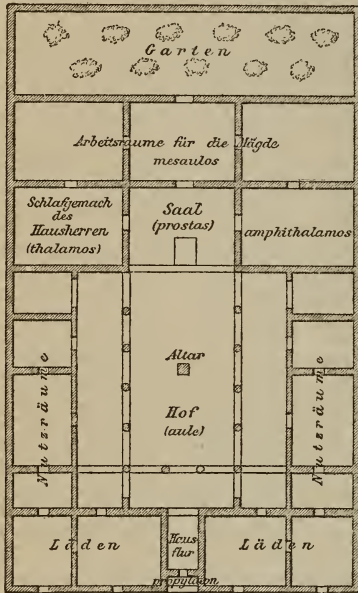 Garten
Arbeitsräume für die Mägde
mesaulos
Schlafgemach
des
Hausherren
(thalamos)
Saal
(prostas)
amphithalamos
Altar
Hof
(aule)
Nutzräume
Nutzräume
Läden
Haus
flur
Läden
propylaion